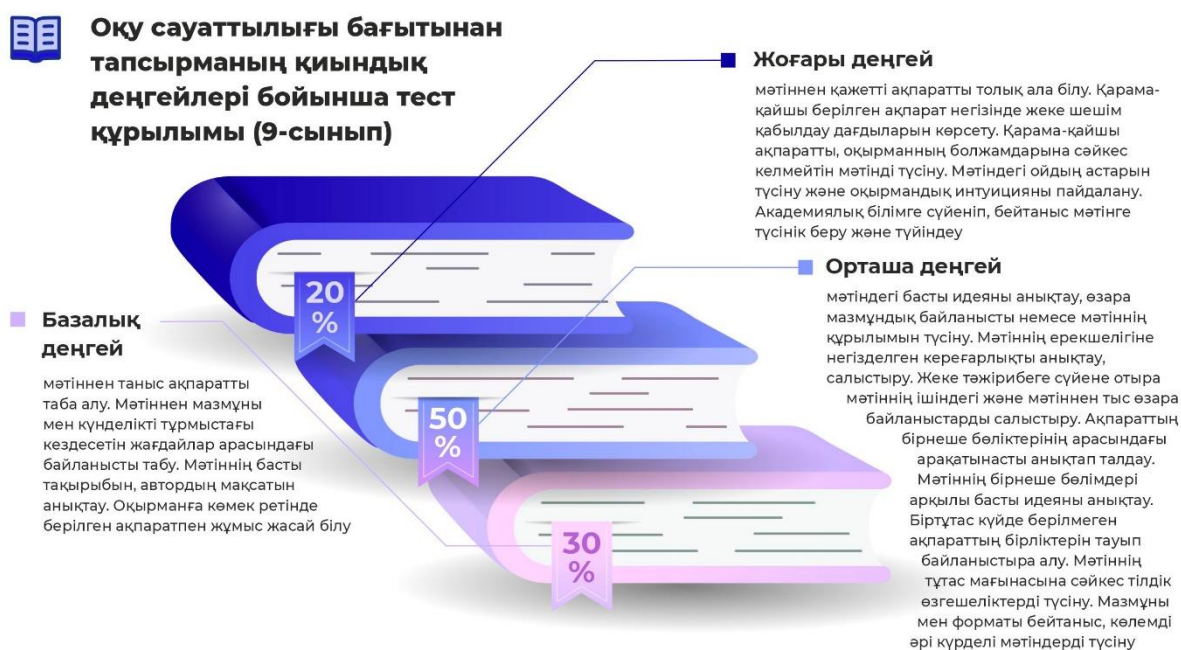 Оқу сауаттылығы бағытынан
тапсырманың қиындық
деңгейлері бойынша тест
құрылымы (9-сынып)
Жоғары деңгей
мәтіннен қажетті ақпаратты толық ала білу. Қарама-
қайшы берілген ақпарат негізінде жеке шешім
қабылдау дағдыларын көрсету. Қарама-қайшы
ақпаратты, оқырманның болжамдарына сәйкес
келмейтін мәтінді түсіну. Мәтіндегі ойдың астарын
түсіну және оқырмандық интуицияны пайдалану.
Академиялық білімге сүйеніп, бейтаныс мәтінге
түсінік беру және түйіндеу
20
%
Орташа деңгей
мәтіндегі басты идеяны анықтау, өзара
мазмұндық байланысты немесе мәтіннің
құрылымын түсіну. Мәтіннің ерекшелігіне
негізделген кереғарлықты анықтау,
салыстыру. Жеке тәжірибеге сүйене отыра
мәтіннің ішіндегі және мәтіннен тыс өзара
байланыстарды салыстыру. Ақпараттың
бірнеше бөліктерінің арасындағы
арақатынасты анықтап талдау.
Мәтіннің бірнеше бөлімдері
арқылы басты идеяны анықтау.
Біртұтас күйде берілмеген
ақпараттың бірліктерін тауып
байланыстыра алу. Мәтіннің
тұтас мағынасына сәйкес тілдік
өзгешеліктерді түсіну. Мазмұны
мен форматы бейтаныс, көлемді
әрі күрделі мәтіндерді түсіну
50
%
Базалық
деңгей
мәтіннен таныс ақпаратты
таба алу. Мәтіннен мазмұны
мен күнделікті тұрмыстағы
кездесетін жағдайлар арасындағы
байланысты табу. Мәтіннің басты
тақырыбын, автордың мақсатын
анықтау. Оқырманға көмек ретінде
берілген ақпаратпен жұмыс жасай білу
30
%